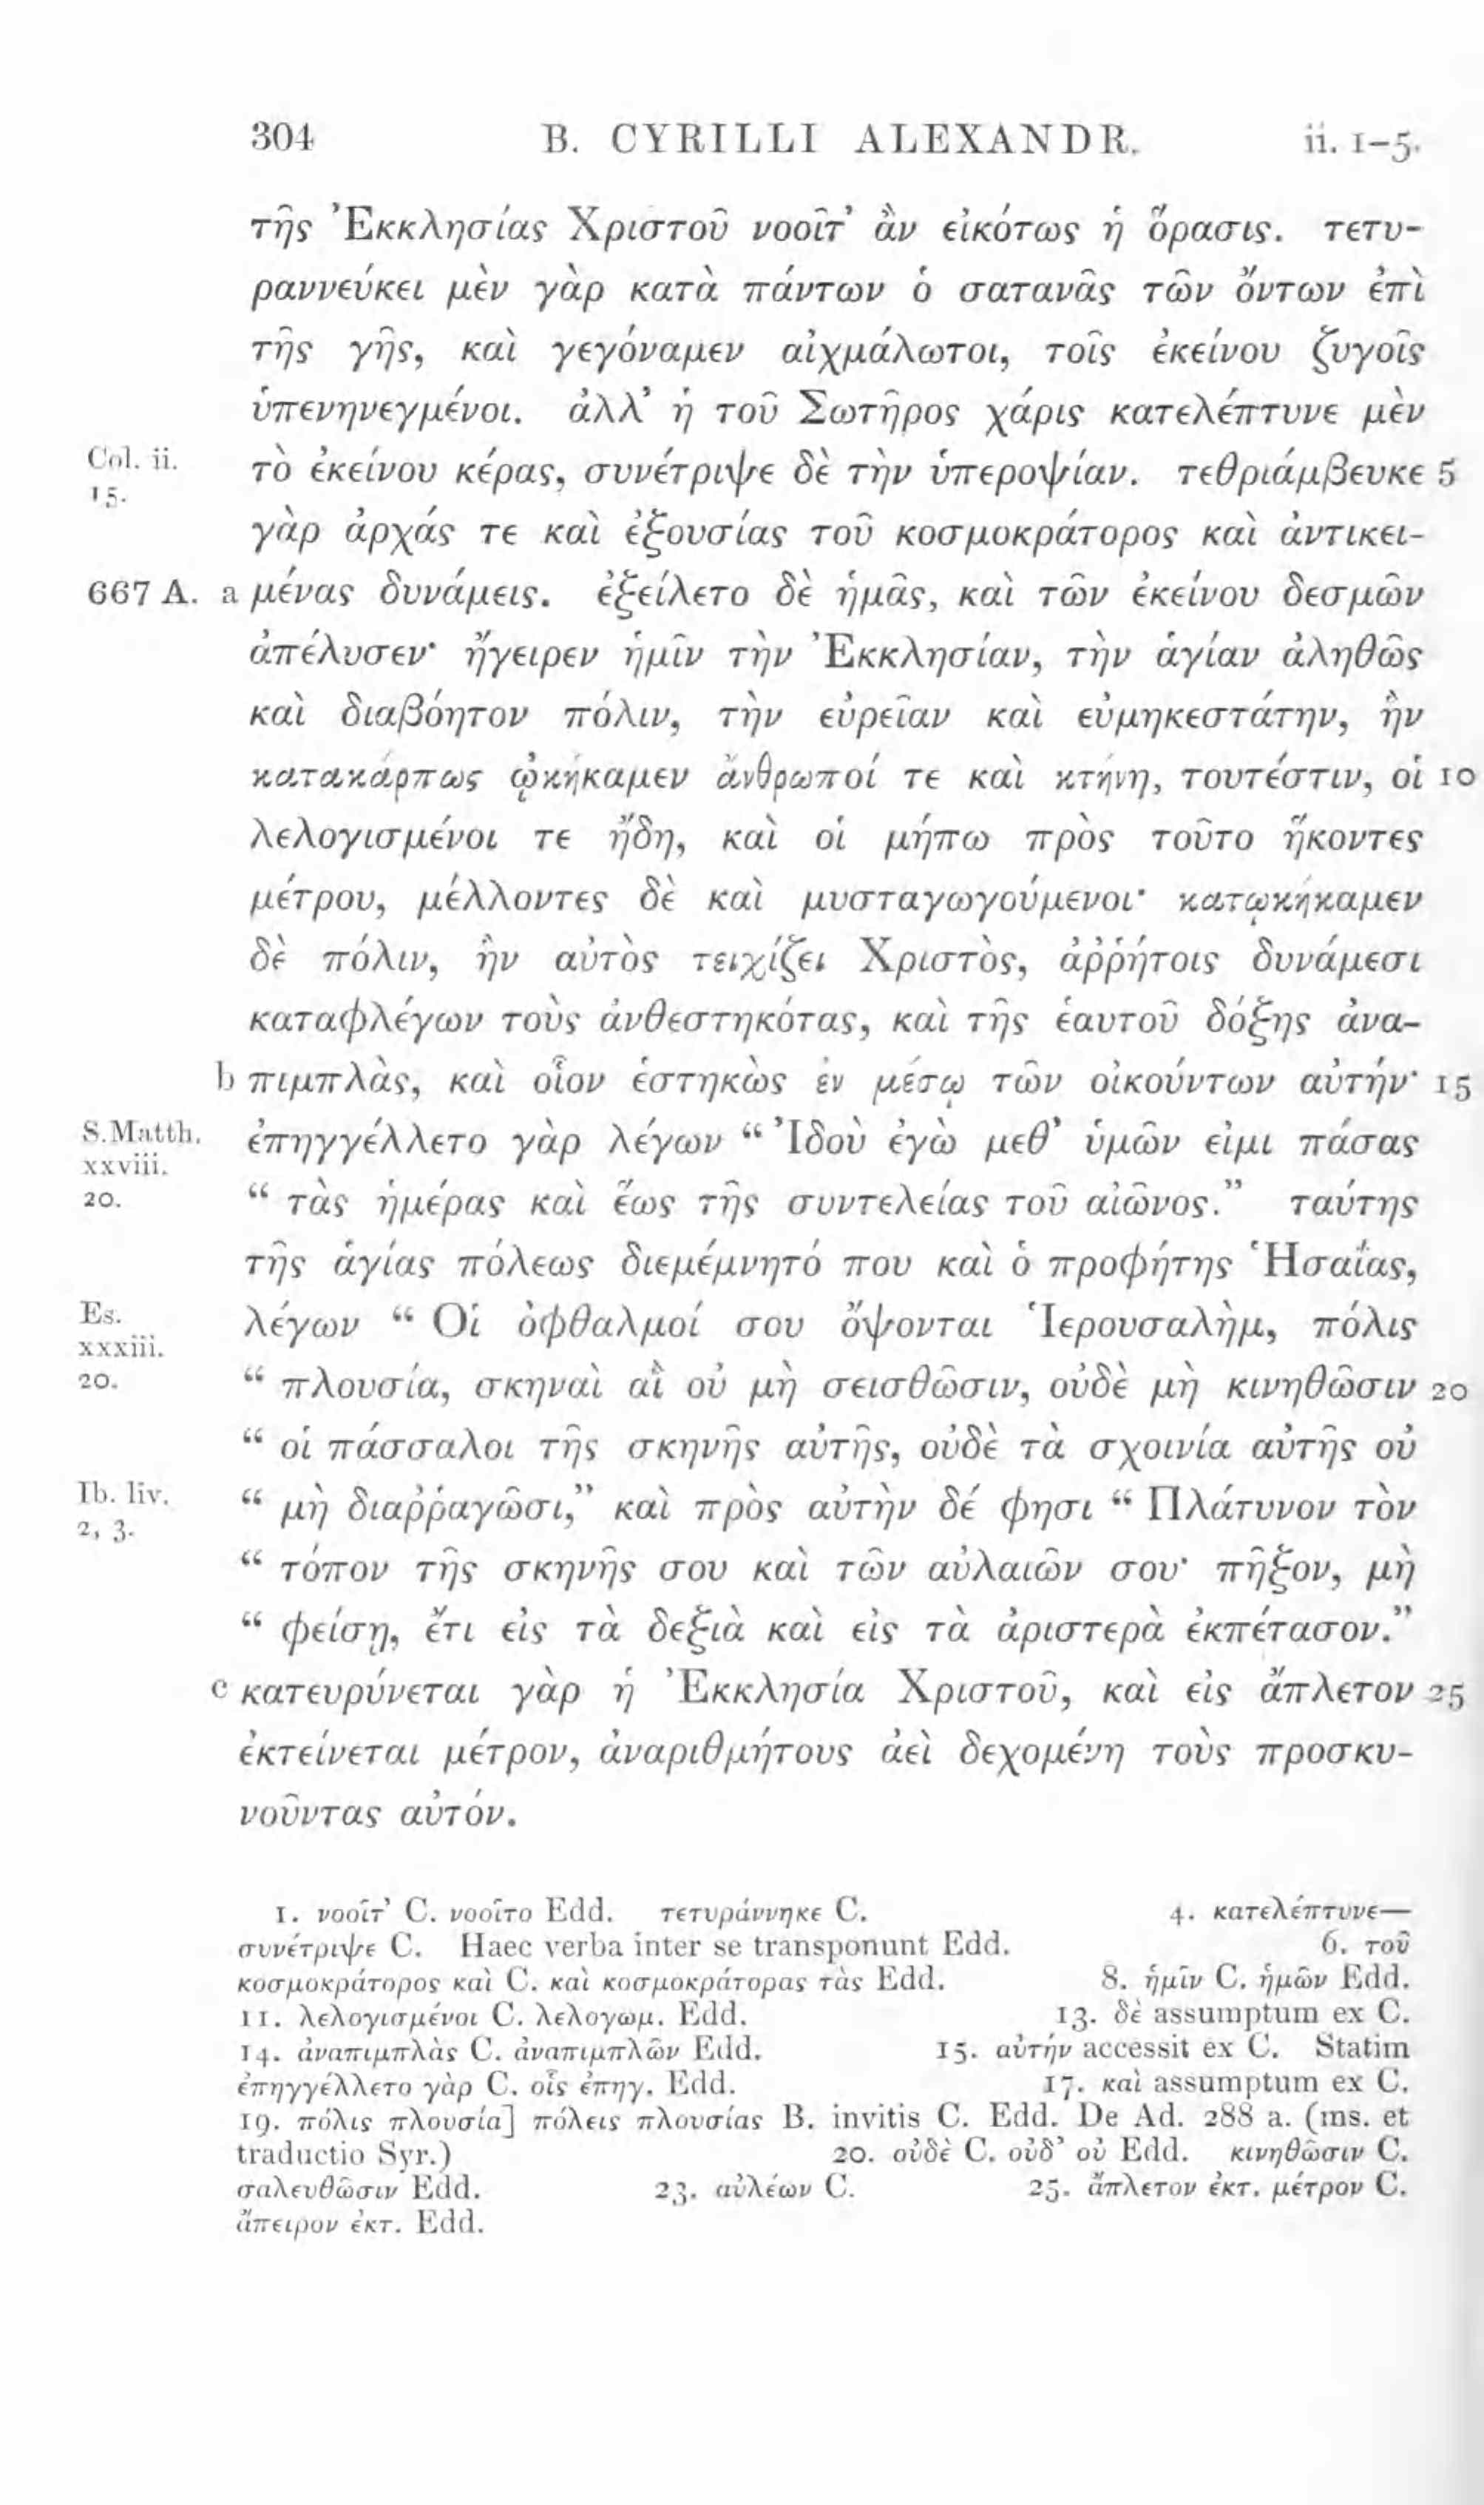 304 B. CYRILLI ALEXANDR. ii. 1–5.
τῆς Ἐκκλησίας Χριστοῦ νοοῖτ’ ἂν εἰκότως ἡ ὅρασις. τετυ-
ραννεύκει μὲν γὰρ κατὰ πάντων ὁ σατανᾶς τῶν ὄντων ἐπὶ
τῆς γῆς, καὶ γεγόναμεν αἰχμάλωτοι, τοῖς ἐκείνου ζυγοῖς
ὑπενηνεγμένοι. ἀλλ’ ἡ τοῦ Σωτῆρος χάρις κατελέπτυνε μὲν
Col. ii. 15. τὸ ἐκείνου κέρας, συνέτριψε δὲ τὴν ὑπεροψίαν. τεθριάμβευκε 5
γὰρ ἀρχάς τε καὶ ἐξουσίας τοῦ κοσμοκράτορος καὶ ἀντικει-
667 A. a μένας δυνάμεις. ἐξείλετο δὲ ἡμᾶς, καὶ τῶν ἐκείνου δεσμῶν
ἀπέλυσεν· ἤγειρεν ἡμῖν τὴν Ἐκκλησίαν, τὴν ἁγίαν ἀληθῶς
καὶ διαβόητον πόλιν, τὴν εὐρεῖαν καὶ εὐμηκεστάτην, ἣν
κατακάρπως ᾠκήκαμεν ἄνθρωποί τε καὶ κτήνη, τουτέστιν, οἱ 10
λελογισμένοι τε ἤδη, καὶ οἱ μήπω πρὸς τοῦτο ἥκοντες
μέτρου, μέλλοντες δὲ καὶ μυσταγωγούμενοι· κατῳκήκαμεν
δὲ πόλιν, ἣν αὐτὸς τειχίζει Χριστὸς, ἀῤῥήτοις δυνάμεσι
καταφλέγων τοὺς ἀνθεστηκότας, καὶ τῆς ἑαυτοῦ δόξης ἀνα-
b πιμπλὰς, καὶ οἷον ἑστηκὼς ἐν μέσῳ τῶν οἰκούντων αὐτήν· 15
S.Matth. xxviii. 20. ἐπηγγέλλετο γὰρ λέγων “ Ἰδοὺ ἐγὼ μεθ’ ὑμῶν εἰμι πάσας
“ τὰς ἡμέρας καὶ ἕως τῆς συντελείας τοῦ αἰῶνος.” ταύτης
τῆς ἁγίας πόλεως διεμέμνητό που καὶ ὁ προφήτης Ἡσαΐας,
Es. xxxiii. 20. λέγων “ Οἱ ὀφθαλμοί σου ὄψονται Ἱερουσαλὴμ, πόλις
“ πλουσία, σκηναὶ αἳ οὐ μὴ σεισθῶσιν, οὐδὲ μὴ κινηθῶσιν 20
“ οἱ πάσσαλοι τῆς σκηνῆς αὐτῆς, οὐδὲ τὰ σχοινία αὐτῆς οὐ
Ib. liv. 2, 3. “ μὴ διαῤῥαγῶσι,” καὶ πρὸς αὐτὴν δέ φησι “ Πλάτυνον τὸν
“ τόπον τῆς σκηνῆς σου καὶ τῶν αὐλαιῶν σου· πῆξον, μὴ
“ φείσῃ, ἔτι εἰς τὰ δεξιὰ καὶ εἰς τὰ ἀριστερὰ ἐκπέτασον.”
c κατευρύνεται γὰρ ἡ Ἐκκλησία Χριστοῦ, καὶ εἰς ἄπλετον 25
ἐκτείνεται μέτρον, ἀναριθμήτους ἀεὶ δεχομένη τοὺς προσκυ-
νοῦντας αὐτόν.
1. νοοῖτ’ C. νοοῖτο Edd. τετυράννηκε C. 4. κατελέπτυνε—
συνέτριψε C. Haec verba inter se transponunt Edd. 6. τοῦ
κοσμοκράτορος καὶ C. καὶ κοσμοκράτορας τὰς Edd. 8. ἡμῖν C. ἡμῶν Edd.
11. λελογισμένοι C. λελογωμ. Edd. 13. δὲ assumptum ex C.
14. ἀναπιμπλὰς C. ἀναπιμπλῶν Edd. 15. αὐτήν accessit ex C. Statim
ἐπηγγέλλετο γὰρ C. οἷς ἐπηγ. Edd. 17. καὶ assumptum ex C.
19. πόλις πλουσία] πόλεις πλουσίας B. invitis C. Edd. De Ad. 288 a. (ms. et
traductio Syr.) 20. οὐδὲ C. οὐδ’ οὐ Edd. κινηθῶσιν C.
σαλευθῶσιν Edd. 23. αὐλέων C. 25. ἄπλετον ἐκτ. μέτρον C.
ἄπειρον ἐκτ. Edd.